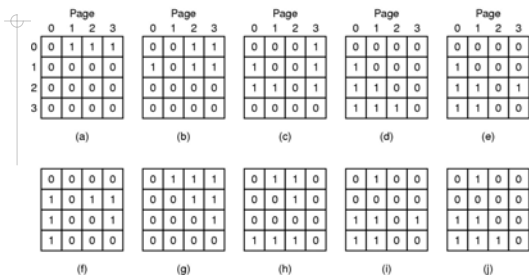 Page Page Page Page Page
0 1 2 3 0 1 2 3 0 1 2 3 0 1 2 3 0 1 2 3
0 0 1 1 1 0 0 1 1 0 0 0 1 0 0 0 0 0 0 0 0
1 0 0 0 0 1 0 1 1 1 0 0 1 1 0 0 0 1 0 0 0
2 0 0 0 0 0 0 0 0 1 1 0 1 1 1 0 0 1 1 0 1
3 0 0 0 0 0 0 0 0 0 0 0 0 1 1 1 0 1 1 0 0
(a) (b) (c) (d) (e)
0 0 0 0 0 1 1 1 0 1 1 0 0 1 0 0 0 1 0 0
1 0 1 1 0 0 1 1 0 0 1 0 0 0 0 0 0 0 0 0
1 0 0 1 0 0 0 1 0 0 0 0 1 1 0 1 1 1 0 0
1 0 0 0 0 0 0 0 1 1 1 0 1 1 0 0 1 1 1 0
(f) (g) (h) (i) (j)